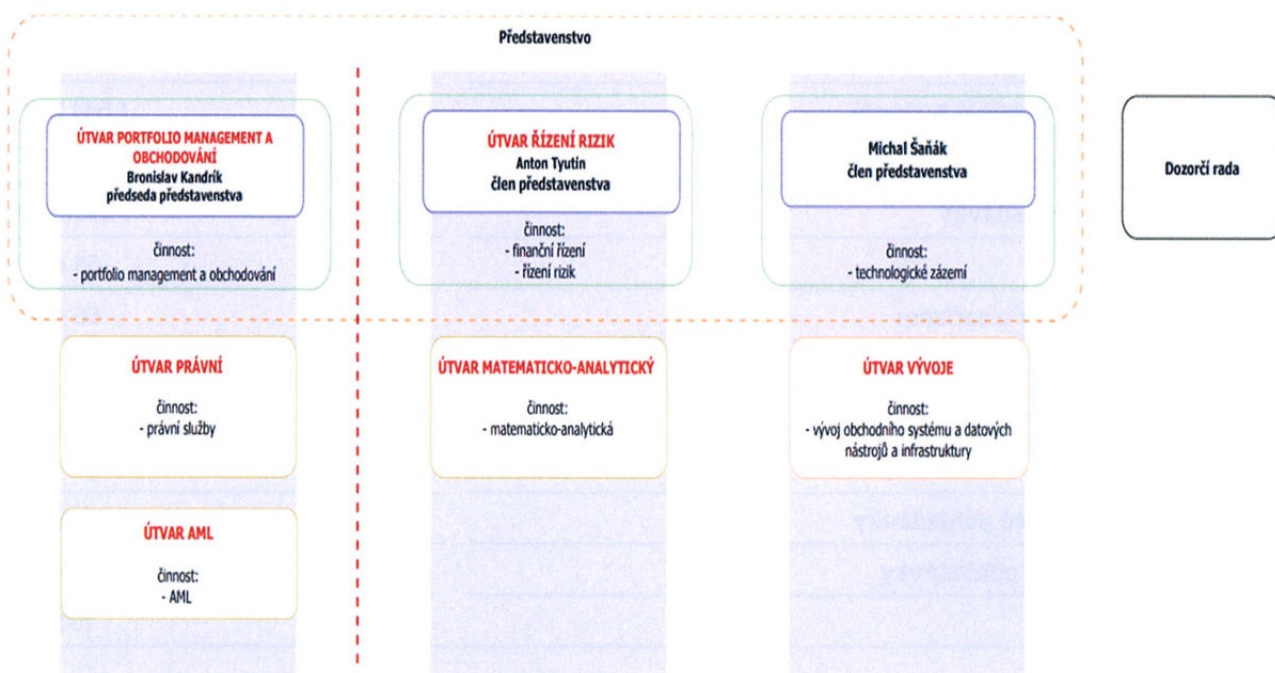 Představenstvo
ÚTVAR PORTFOLIO MANAGEMENT A
OBCHODOVÁNÍ
Bronislav Kandrík
předseda představenstva
činnost:
- portfolio management a obchodování
ÚTVAR ŘÍZENÍ RIZIK
Anton Tyutin
člen představenstva
činnost:
- finanční řízení
- řízení rizik
Michal Šaňák
člen představenstva
činnost:
- technologické zázemí
Dozorčí rada
ÚTVAR PRÁVNÍ
činnost:
- právní služby
ÚTVAR MATEMATICKO-ANALYTICKÝ
činnost:
- matematicko-analytická
ÚTVAR VÝVOJE
činnost:
- vývoj obchodního systému a datových
nástrojů a infrastruktury
ÚTVAR AML
činnost:
- AML